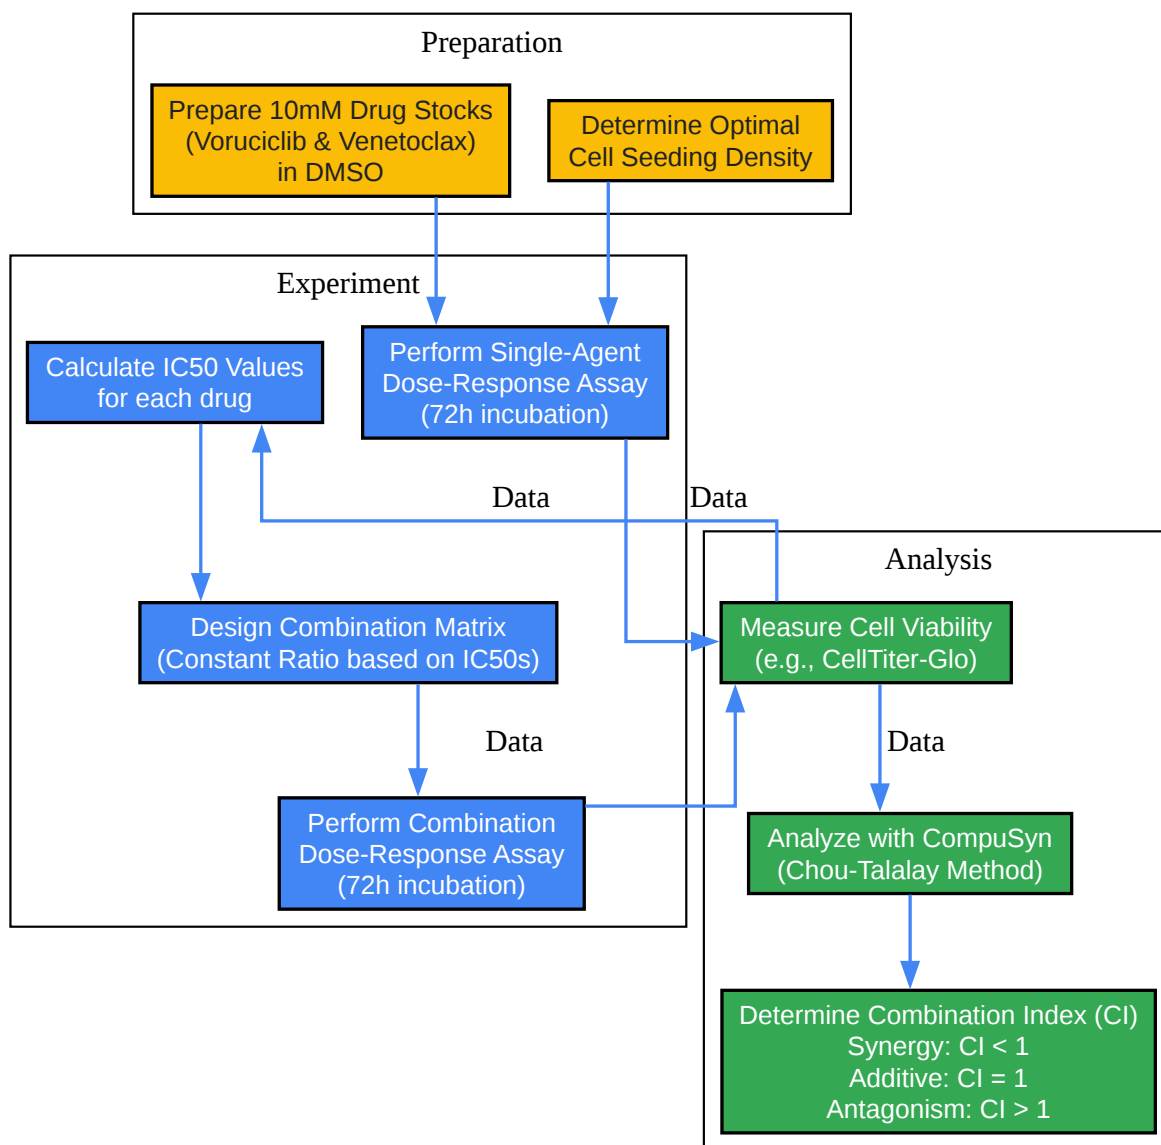 Preparation
Prepare 10mM Drug Stocks
(Voruciclib & Venetoclax)
in DMSO
Determine Optimal
Cell Seeding Density
Experiment
Calculate IC50 Values
for each drug
Perform Single-Agent
Dose-Response Assay
(72h incubation)
Data
Data
Analysis
Design Combination Matrix
(Constant Ratio based on IC50s)
Measure Cell Viability
(e.g., CellTiter-Glo)
Data
Data
Perform Combination
Dose-Response Assay
(72h incubation)
Analyze with CompuSyn
(Chou-Talalay Method)
Determine Combination Index (CI)
Synergy: CI < 1
Additive: CI = 1
Antagonism: CI > 1